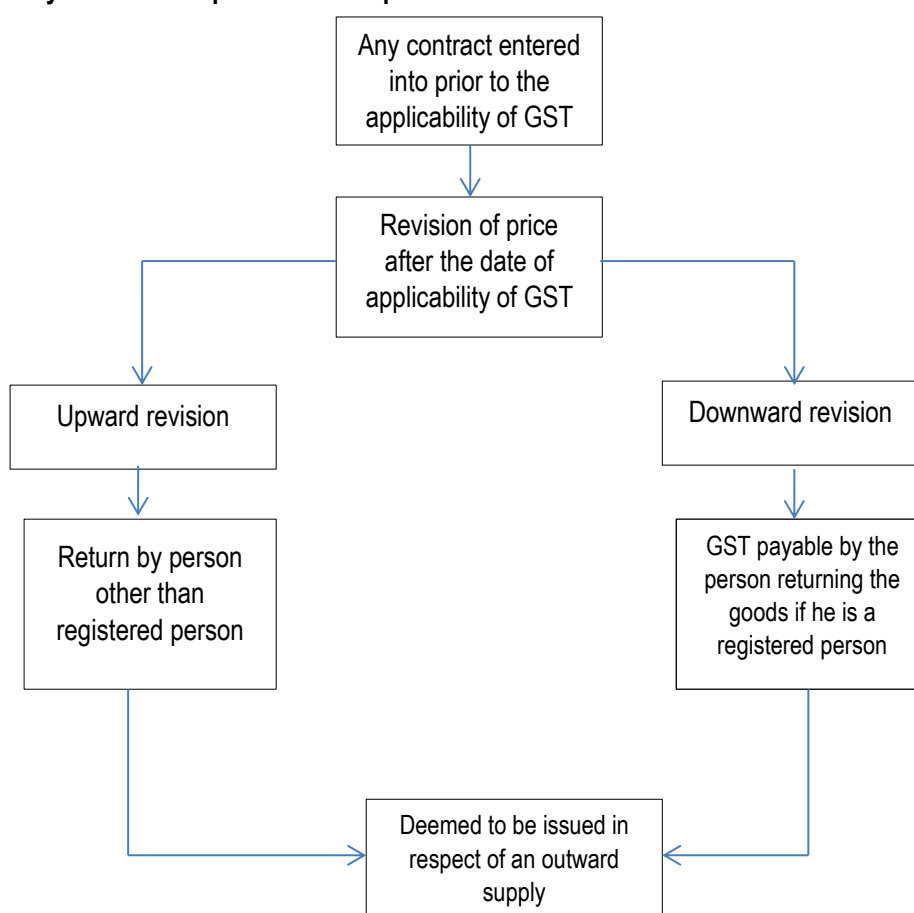 Any contract entered
into prior to the
applicability of GST
Revision of price
after the date of
applicability of GST
Upward revision
Downward revision
Return by person
other than
registered person
GST payable by the
person returning the
goods if he is a
registered person
Deemed to be issued in
respect of an outward
supply